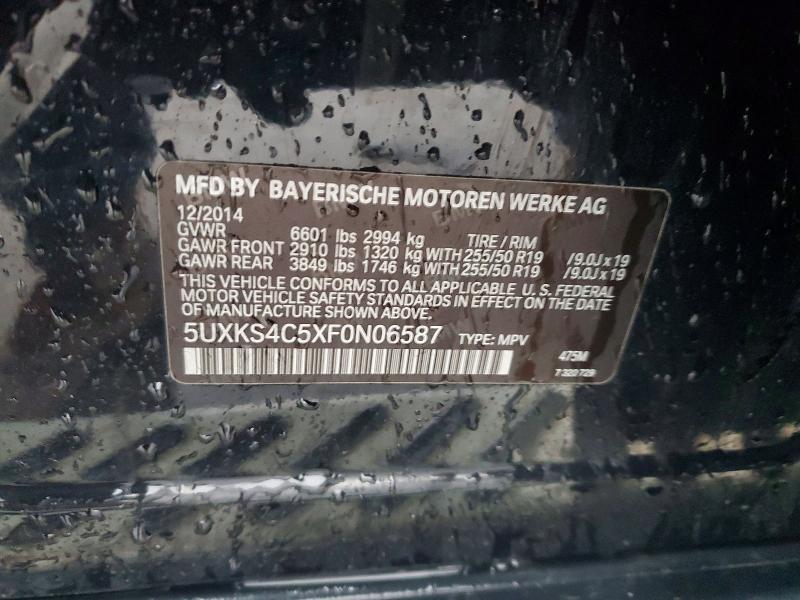 MFD BY BAYERISCHE MOTOREN WERKE AG
12/2014
GVWR 6601 lbs 2994 kg TIRE / RIM
GAWR FRONT 2910 lbs 1320 kg WITH 255/50 R19 /9.0J x 19
GAWR REAR 3849 lbs 1746 kg WITH 255/50 R19 /9.0J x 19
THIS VEHICLE CONFORMS TO ALL APPLICABLE U. S. FEDERAL
MOTOR VEHICLE SAFETY STANDARDS IN EFFECT ON THE DATE
OF MANUFACTURE SHOWN ABOVE.
5UXKS4C5XF0N06587 TYPE: MPV 475M
7 320 729